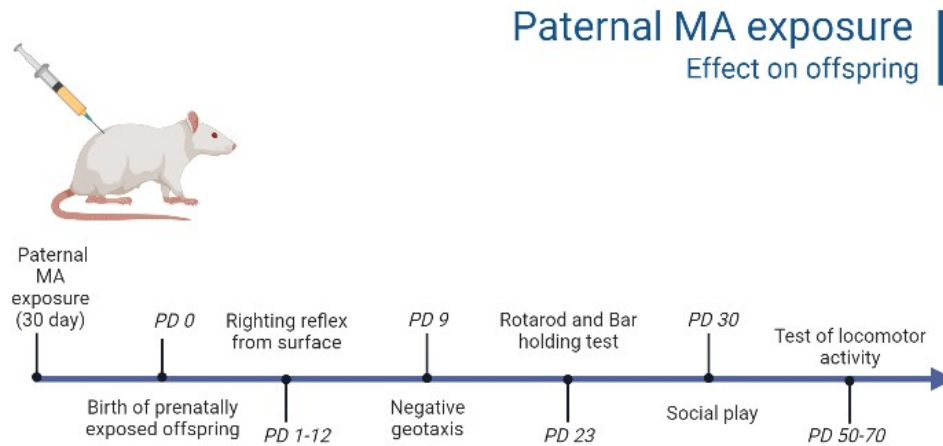 Paternal MA exposure
Effect on offspring
Paternal
MA
exposure
(30 day)
PD 0
Birth of prenatally
exposed offspring
Righting reflex
from surface
PD 1-12
PD 9
Negative
geotaxis
Rotarod and Bar
holding test
PD 23
PD 30
Social play
Test of locomotor
activity
PD 50-70